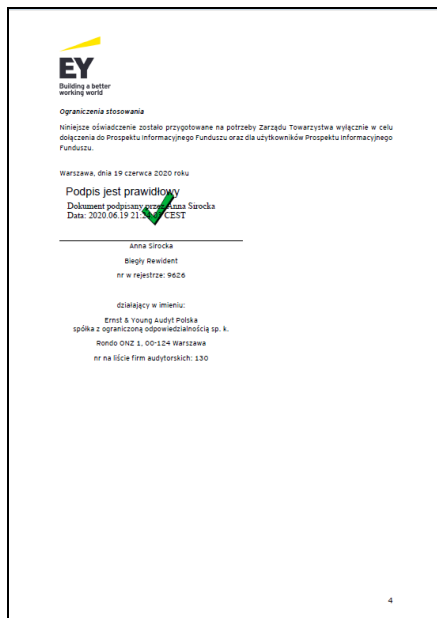 EY
Building a better
working world
Ograniczenia stosowania
Niniejsze oświadczenie zostało przygotowane na potrzeby Zarządu Towarzystwa wyłącznie w celu
dołączenia do Prospektu Informacyjnego Funduszu oraz dla użytkowników Prospektu Informacyjnego
Funduszu.
Warszawa, dnia 19 czerwca 2020 roku
Podpis jest prawidłowy
Dokument podpisany przez Anna Sirocka
Data: 2020.06.19 21:24 CEST
Anna Sirocka
Biegły Rewident
nr w rejestrze: 9626
działający w imieniu:
Ernst & Young Audyt Polska
spółka z ograniczoną odpowiedzialnością sp. k.
Rondo ONZ 1, 00-124 Warszawa
nr na liście firm audytorskich: 130
4